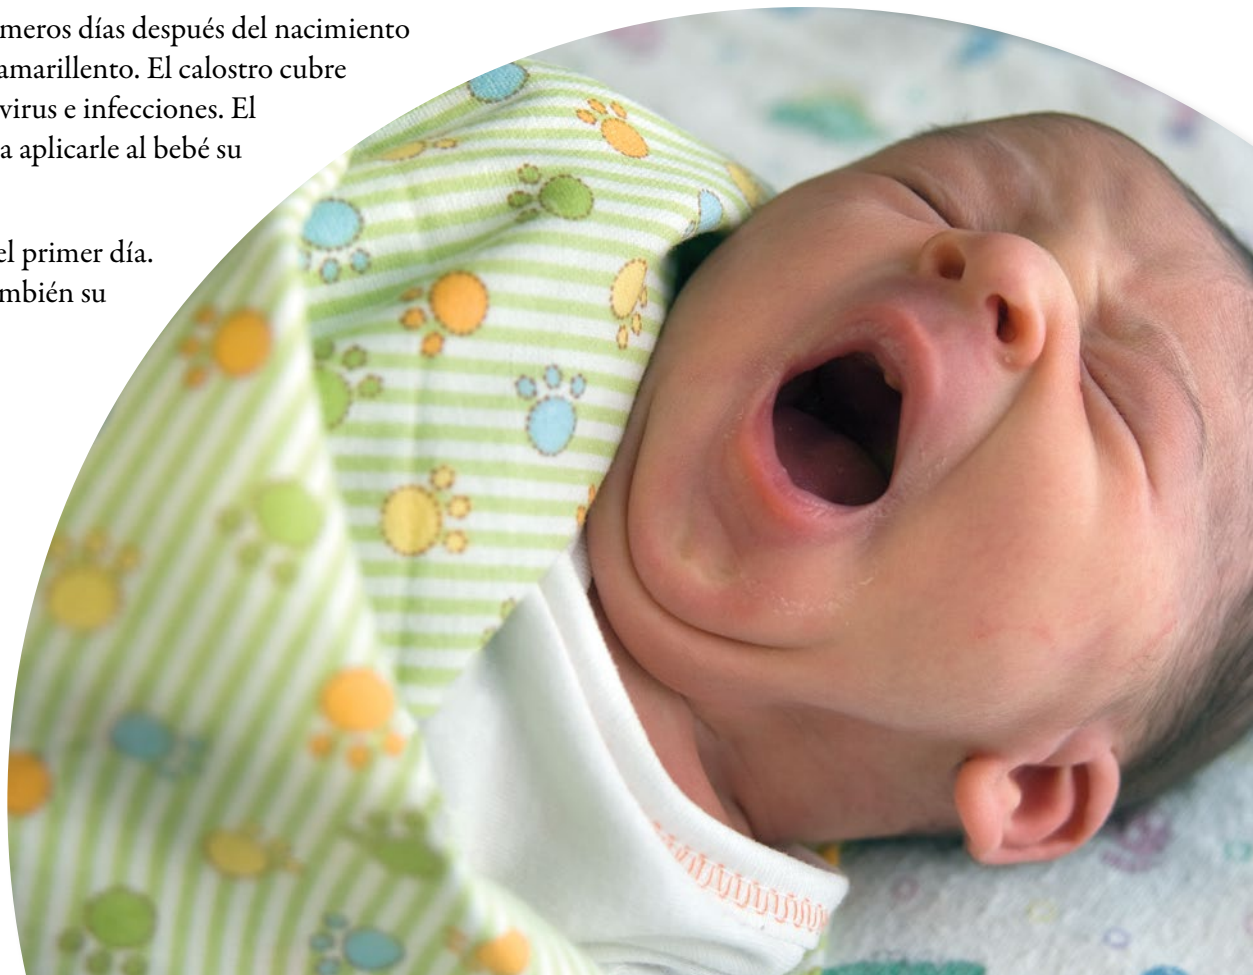 meros días después del nacimiento
amarillento. El calostro cubre
virus e infecciones. El
a aplicarle al bebé su
el primer día.
mbién su